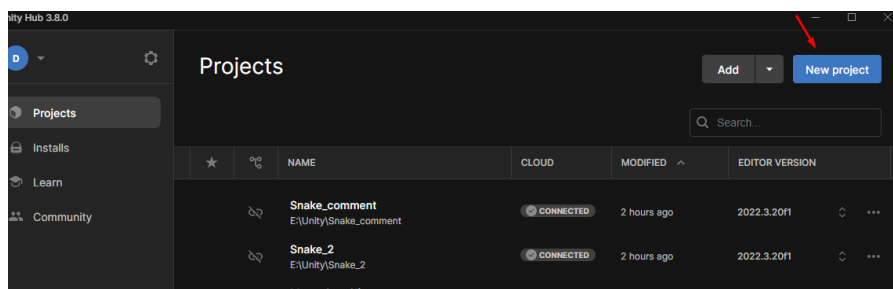 nity Hub 3.8.0
D
Projects
Add
New project
Search...
Projects
Installs
Learn
Community
NAME
CLOUD
MODIFIED
EDITOR VERSION
Snake_comment
E:\Unity\Snake_comment
CONNECTED
2 hours ago
2022.3.20f1
Snake_2
E:\Unity\Snake_2
CONNECTED
2 hours ago
2022.3.20f1